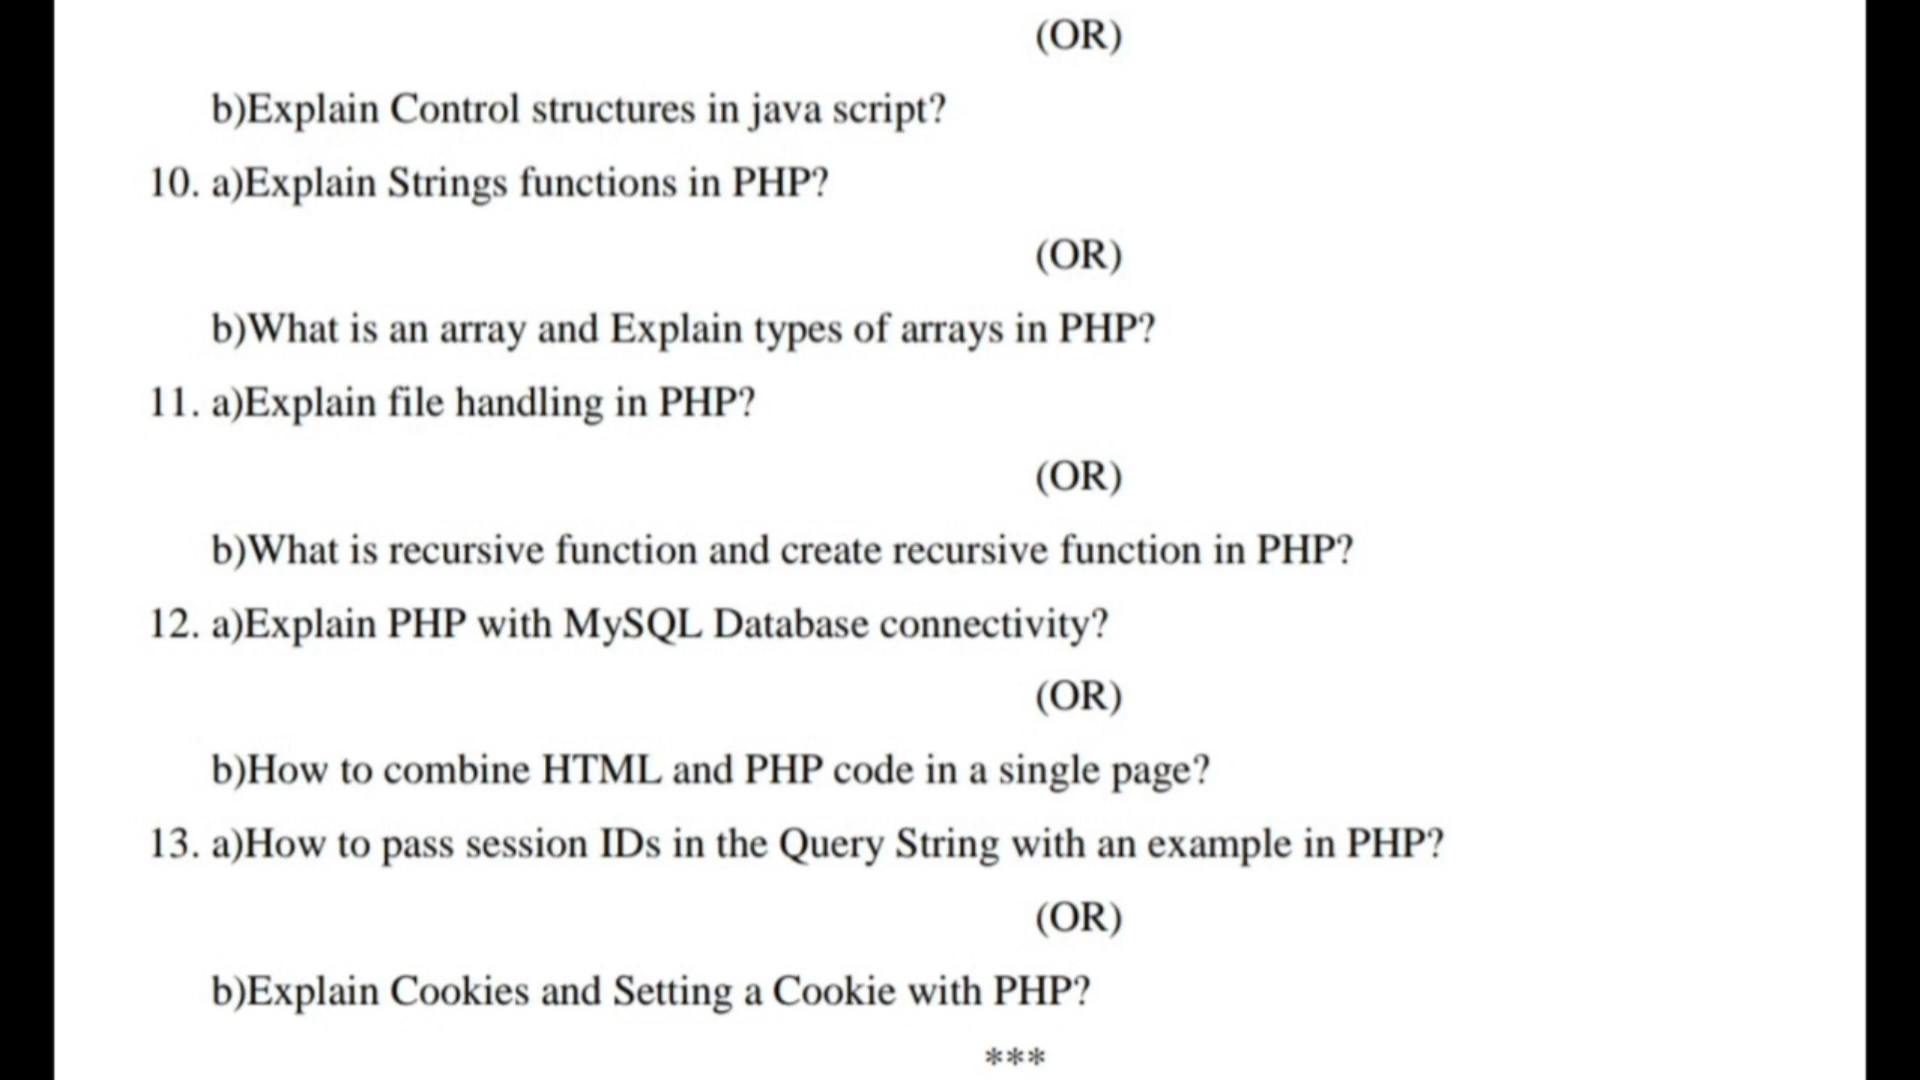 (OR)
b)Explain Control structures in java script?
10. a)Explain Strings functions in PHP?
(OR)
b)What is an array and Explain types of arrays in PHP?
11. a)Explain file handling in PHP?
(OR)
b)What is recursive function and create recursive function in PHP?
12. a)Explain PHP with MySQL Database connectivity?
(OR)
b)How to combine HTML and PHP code in a single page?
13. a)How to pass session IDs in the Query String with an example in PHP?
(OR)
b)Explain Cookies and Setting a Cookie with PHP?
***